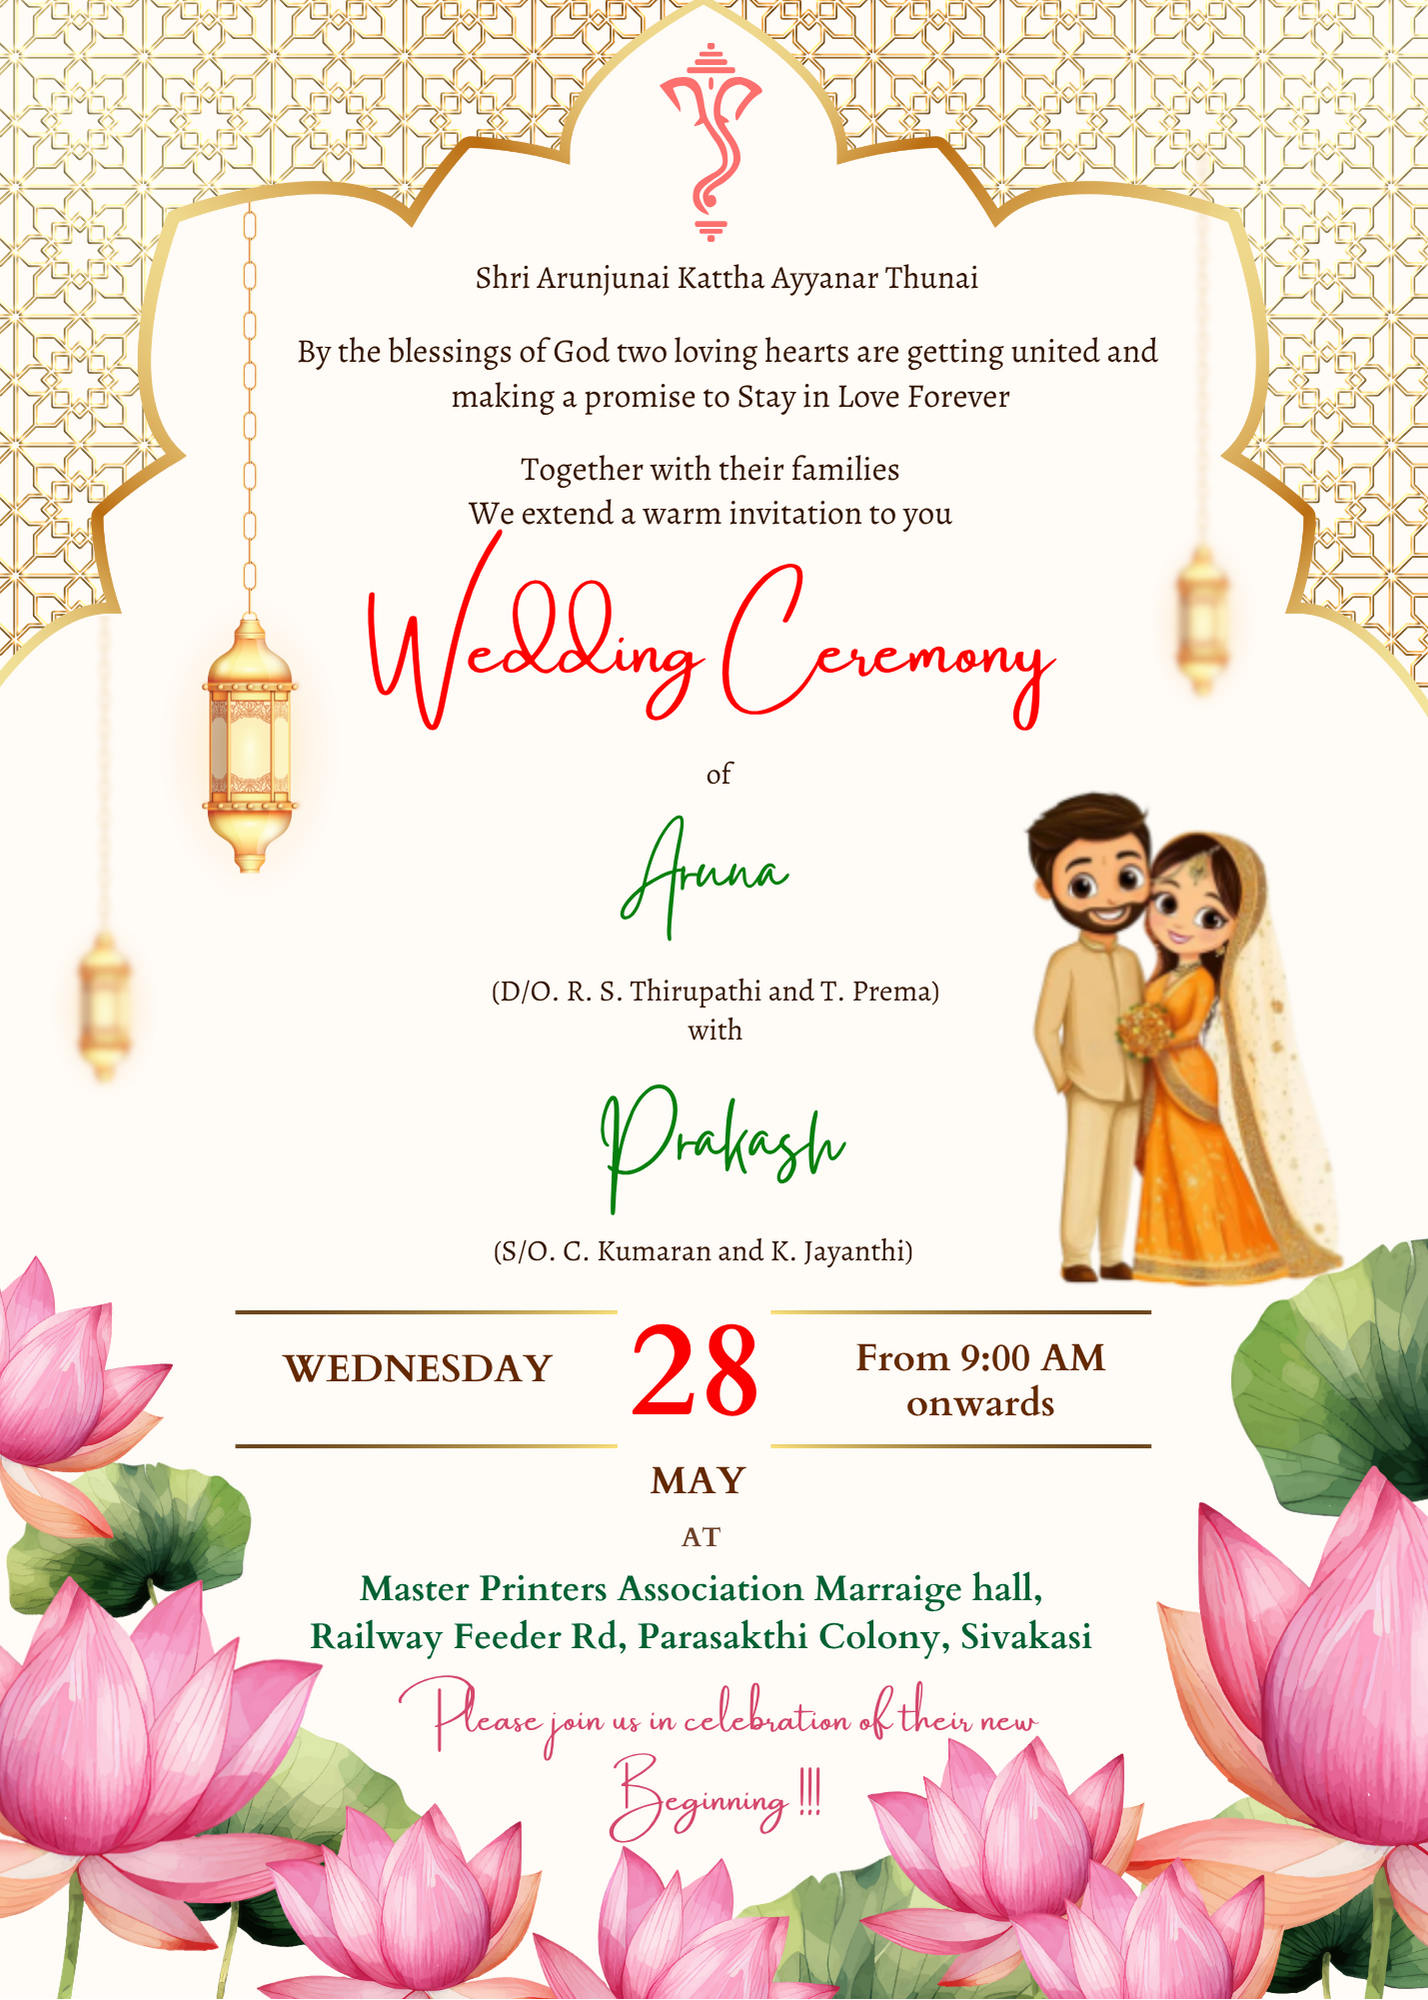 Shri Arunjunai Kattha Ayyanar Thunai
By the blessings of God two loving hearts are getting united and
making a promise to Stay in Love Forever
Together with their families
We extend a warm invitation to you
Wedding Ceremony
of
Aruna
(D/O. R. S. Thirupathi and T. Prema)
with
Prakash
(S/O. C. Kumaran and K. Jayanthi)
WEDNESDAY
28
From 9:00 AM
onwards
MAY
AT
Master Printers Association Marraige hall,
Railway Feeder Rd, Parasakthi Colony, Sivakasi
Please join us in celebration of their new
Beginning !!!